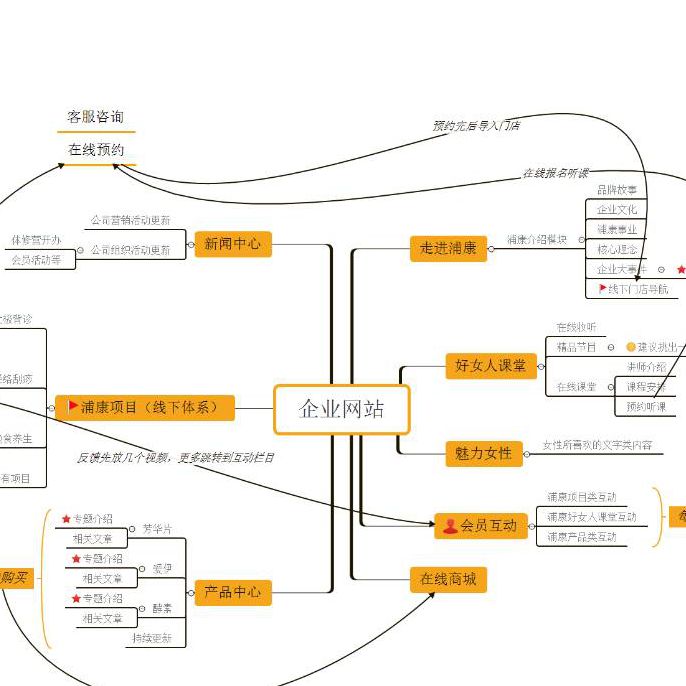 客服咨询
在线预约
预约完后导入门店
在线报名听课
公司营销活动更新
新闻中心
公司组织活动更新
体修营开办
会员活动等
走进浦康
浦康介绍模块
品牌故事
企业文化
浦康事业
核心理念
企业大事件
线下门店导航
好女人课堂
在线收听
精品节目
建议挑出一
在线课堂
讲师介绍
课程安排
预约听课
浦康项目（线下体系）
企业网站
魅力女性
女性所喜欢的文字类内容
反馈先放几个视频，更多跳转到互动栏目
会员互动
浦康项目类互动
浦康好女人课堂互动
浦康产品类互动
在线商城
产品中心
专题介绍
相关文章
芳华片
专题介绍
相关文章
爱伊
专题介绍
相关文章
酵素
持续更新
购买
食养生
有项目